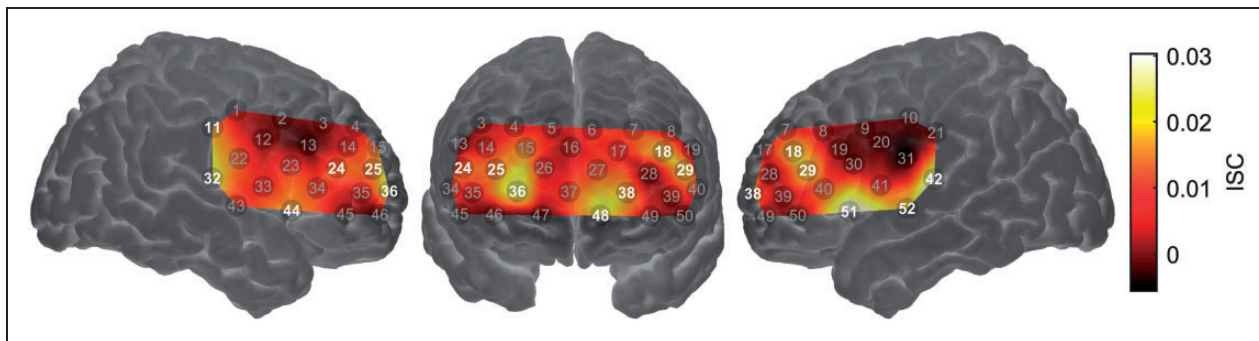 1 2 3 4
11 12 13 14 15
22 23 24 25
32 33 34 35 36
43 44 45 46
3 4 5 6 7 8
13 14 15 16 17 18 19
24 25 26 27 28 29
34 35 36 37 38 39 40
45 46 47 48 49 50
7 8 9 10
17 18 19 20 21
28 29 30 31
38 39 40 41 42
49 50 51 52
0.03
0.02
0.01
0
ISC